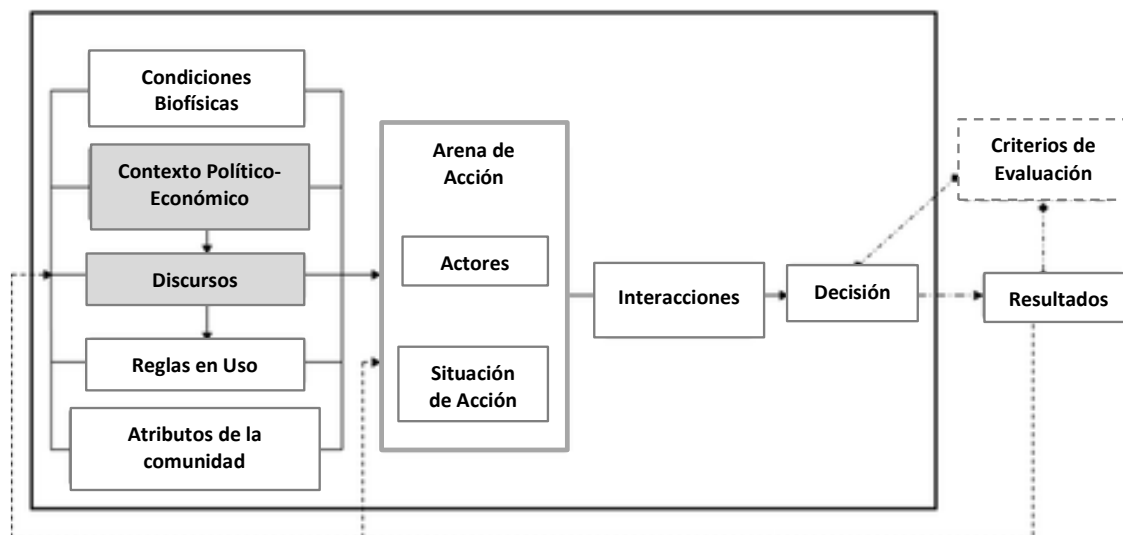 Condiciones
Biofísicas
Contexto Político-
Económico
Discursos
Reglas en Uso
Atributos de la
comunidad
Arena de
Acción
Actores
Situación
de Acción
Interacciones
Decisión
Criterios de
Evaluación
Resultados